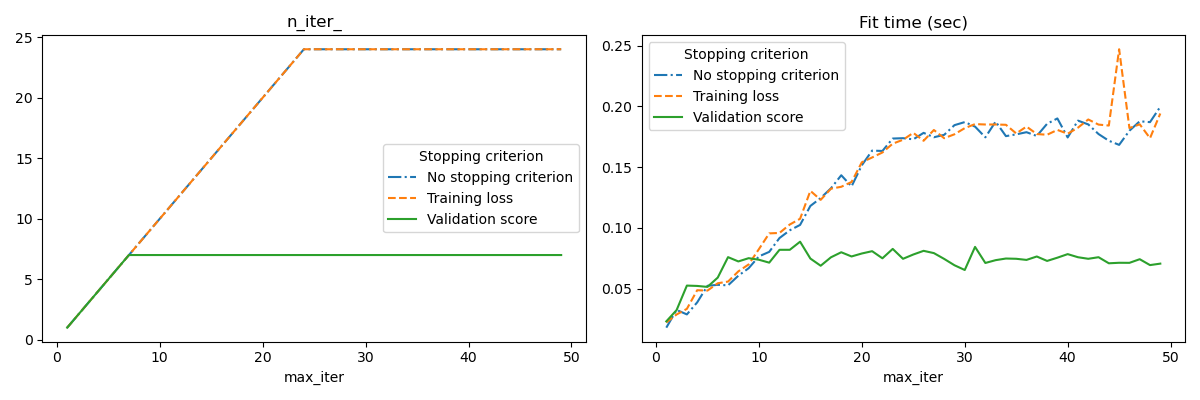 n_iter_
25
20
15
10
5
0
Stopping criterion
No stopping criterion
Training loss
Validation score
0 10 20 30 40 50
max_iter
Fit time (sec)
0.25
0.20
0.15
0.10
0.05
Stopping criterion
No stopping criterion
Training loss
Validation score
0 10 20 30 40 50
max_iter